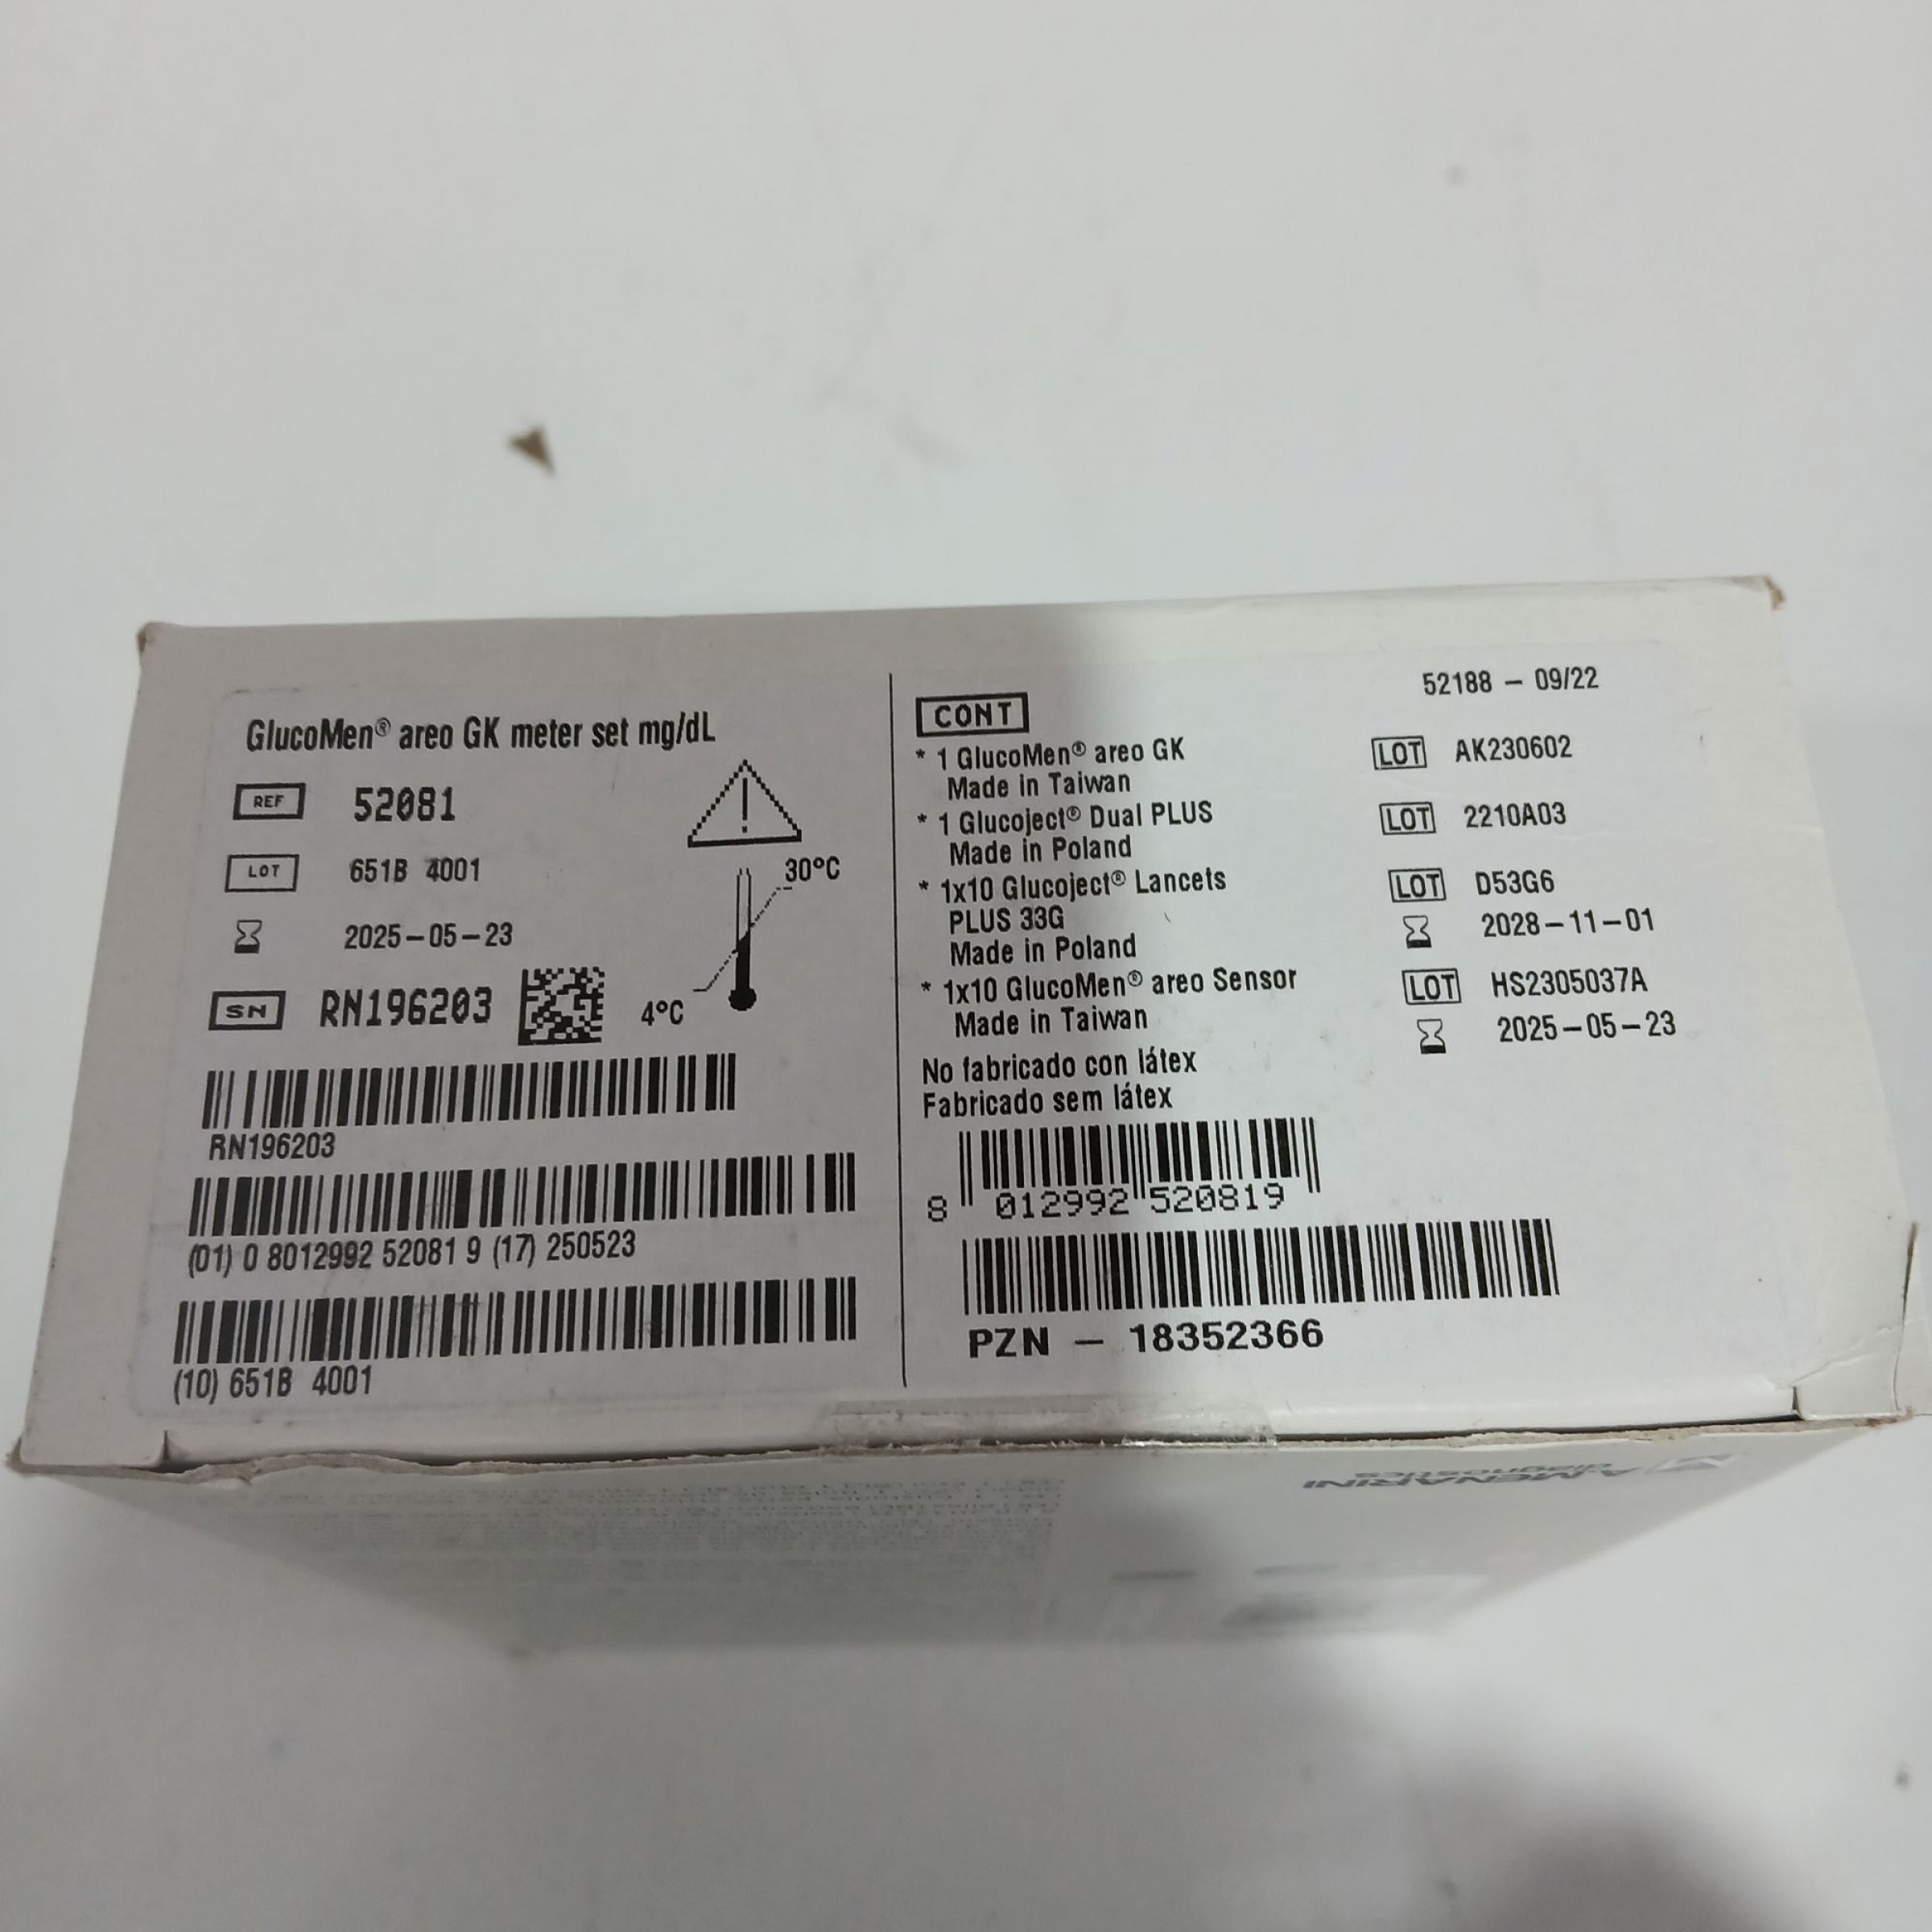 GlucoMen® areo GK meter set mg/dL
REF 52081
LOT 651B 4001
2025-05-23
SN RN196203
30°C
4°C
RN196203
(01) 0 8012992 52081 9 (17) 250523
(10) 651B 4001
52188 - 09/22
CONT
* 1 GlucoMen® areo GK LOT AK230602
Made in Taiwan
* 1 Glucoject® Dual PLUS LOT 2210A03
Made in Poland
* 1x10 Glucoject® Lancets LOT D53G6
PLUS 33G 2028-11-01
Made in Poland
* 1x10 GlucoMen® areo Sensor LOT HS2305037A
Made in Taiwan 2025-05-23
No fabricado con látex
Fabricado sem látex
8 012992 520819
PZN - 18352366
A.MENARINI
diagnostics